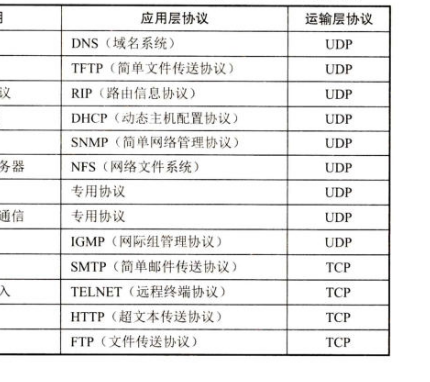 用 应用层协议 运输层协议
DNS（域名系统） UDP
TFTP（简单文件传送协议） UDP
议 RIP（路由信息协议） UDP
DHCP（动态主机配置协议） UDP
SNMP（简单网络管理协议） UDP
务器 NFS（网络文件系统） UDP
专用协议 UDP
通信 专用协议 UDP
IGMP（网际组管理协议） UDP
SMTP（简单邮件传送协议） TCP
入 TELNET（远程终端协议） TCP
HTTP（超文本传送协议） TCP
FTP（文件传送协议） TCP